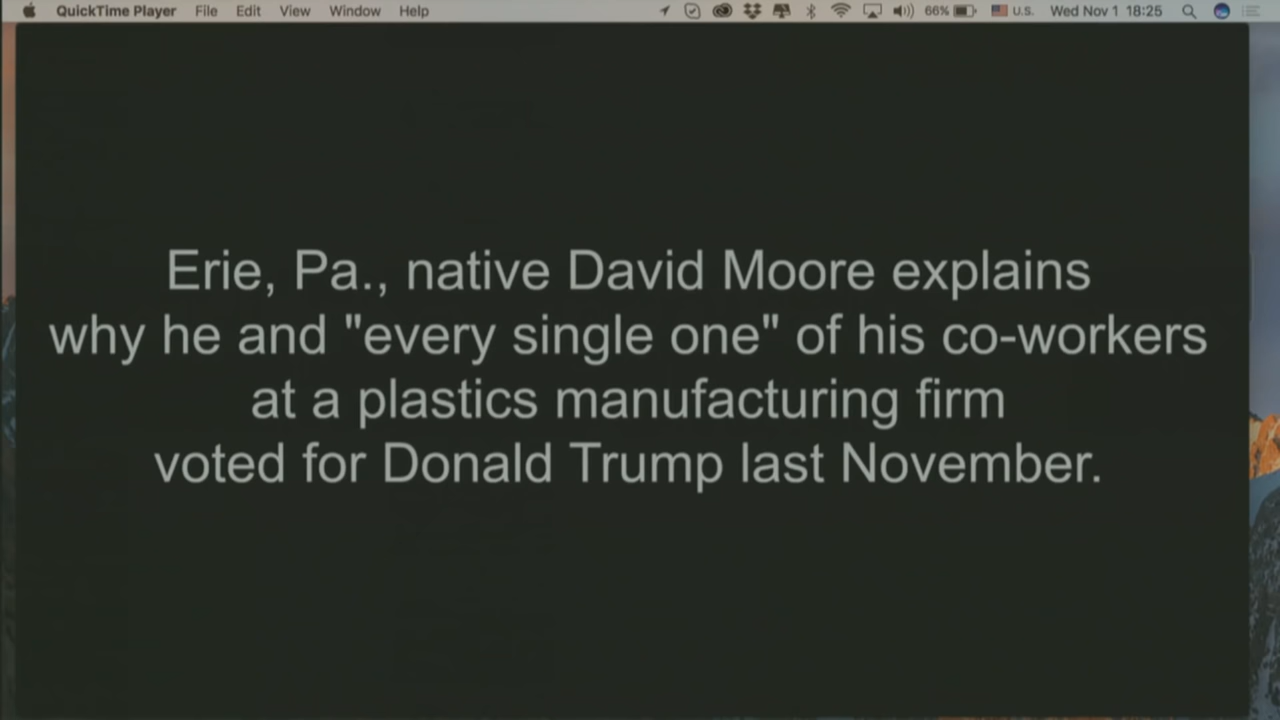 QuickTime Player File Edit View Window Help 66% U.S. Wed Nov 1 18:25
Erie, Pa., native David Moore explains
why he and "every single one" of his co-workers
at a plastics manufacturing firm
voted for Donald Trump last November.